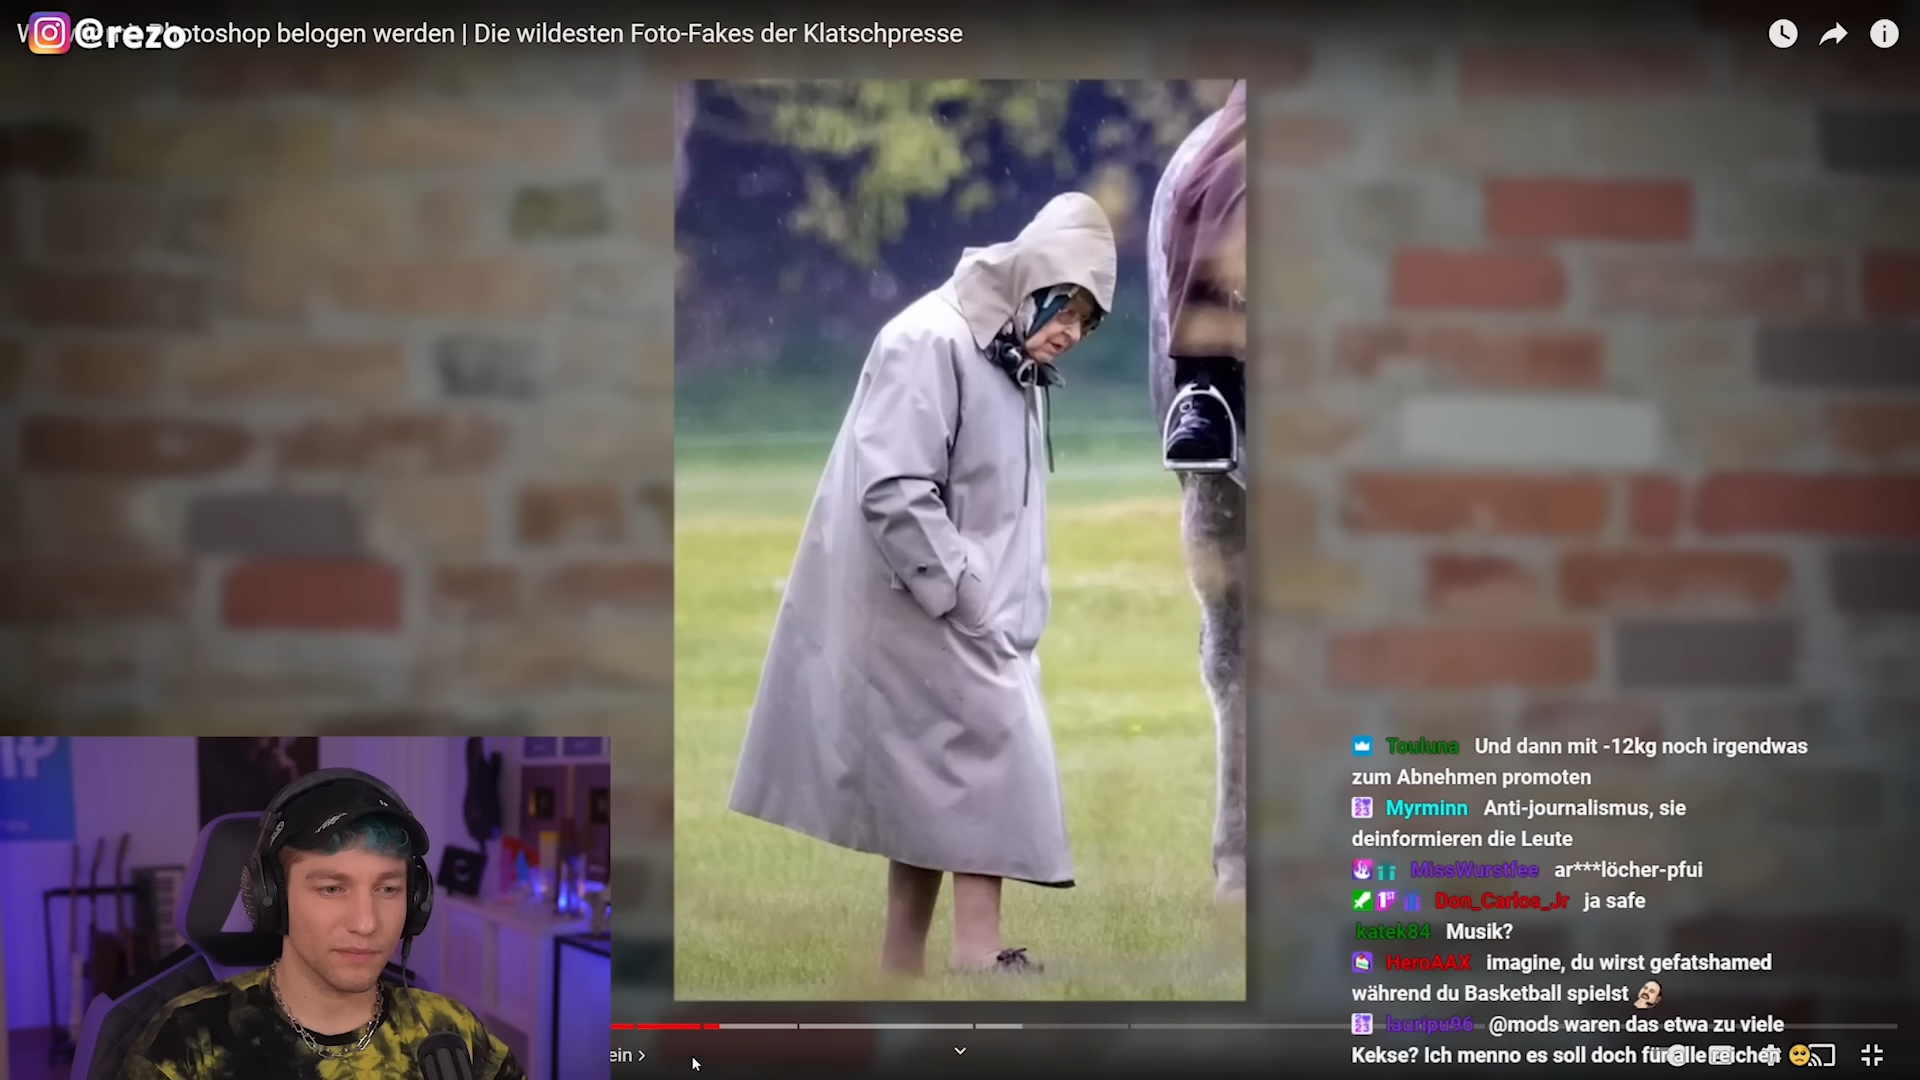 @rezo
Photoshop belogen werden | Die wildesten Foto-Fakes der Klatschpresse
Touluna Und dann mit -12kg noch irgendwas
zum Abnehmen promoten
Myrminn Anti-journalismus, sie
deinformieren die Leute
MissWurstfee ar***löcher-pfui
1ST Don_Carlos_Jr ja safe
katek84 Musik?
HeroAAX imagine, du wirst gefatshamed
während du Basketball spielst
lauripu96 @mods waren das etwa zu viele
Kekse? Ich menno es soll doch für alle reichen
ein >